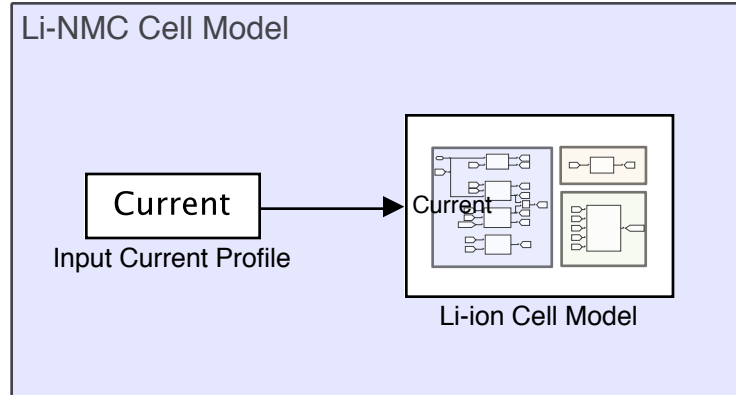 Li-NMC Cell Model
Current
Input Current Profile
Current
Li-ion Cell Model